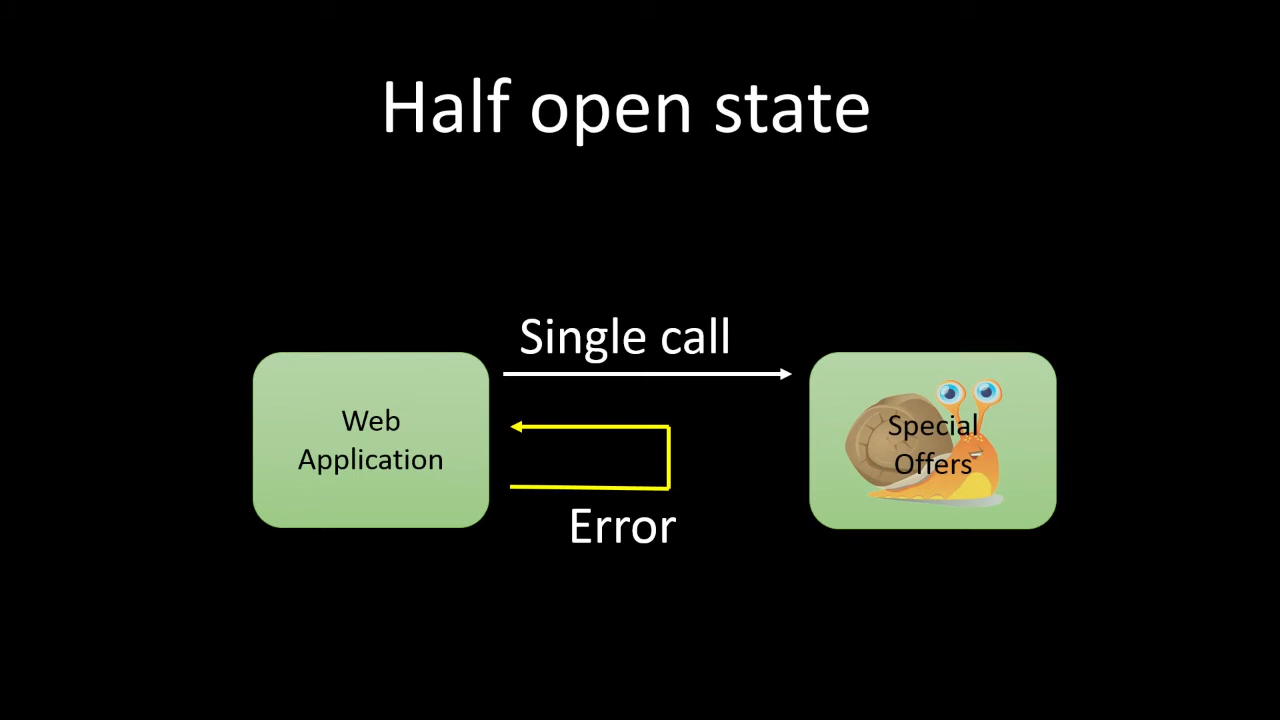 Half open state
Single call
Web
Application
Special
Offers
Error